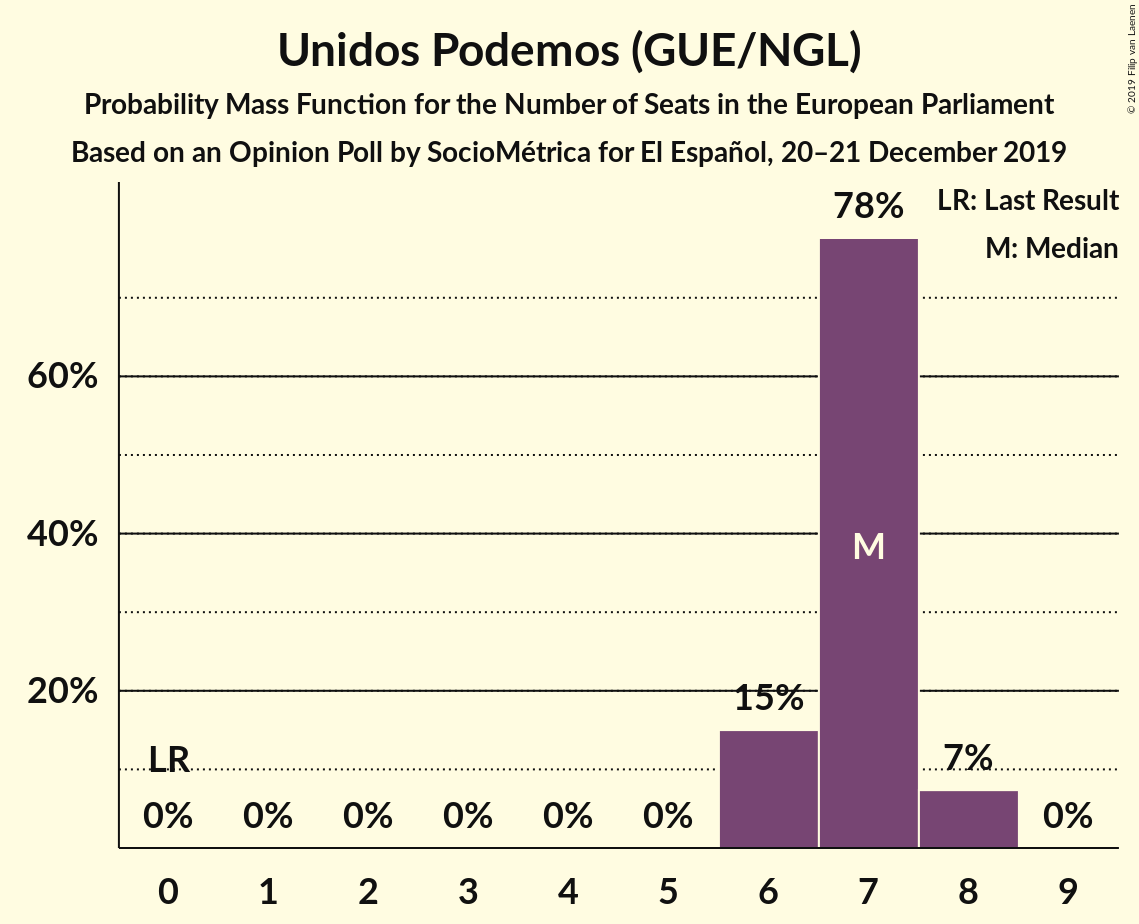 Unidos Podemos (GUE/NGL)
Probability Mass Function for the Number of Seats in the European Parliament
Based on an Opinion Poll by SocioMétrica for El Español, 20–21 December 2019
© 2019 Filip van Laenen
LR: Last Result
M: Median
78%
60%
40%
20%
M
15%
7%
LR
0% 0% 0% 0% 0% 0% 0%
0 1 2 3 4 5 6 7 8 9